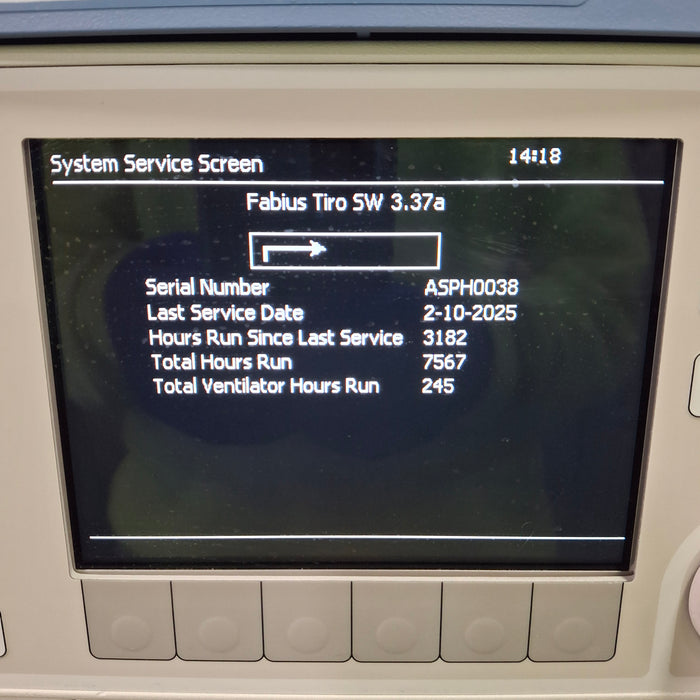 System Service Screen 14:18
Fabius Tiro SW 3.37a
Serial Number ASPH0038
Last Service Date 2-10-2025
Hours Run Since Last Service 3182
Total Hours Run 7567
Total Ventilator Hours Run 245